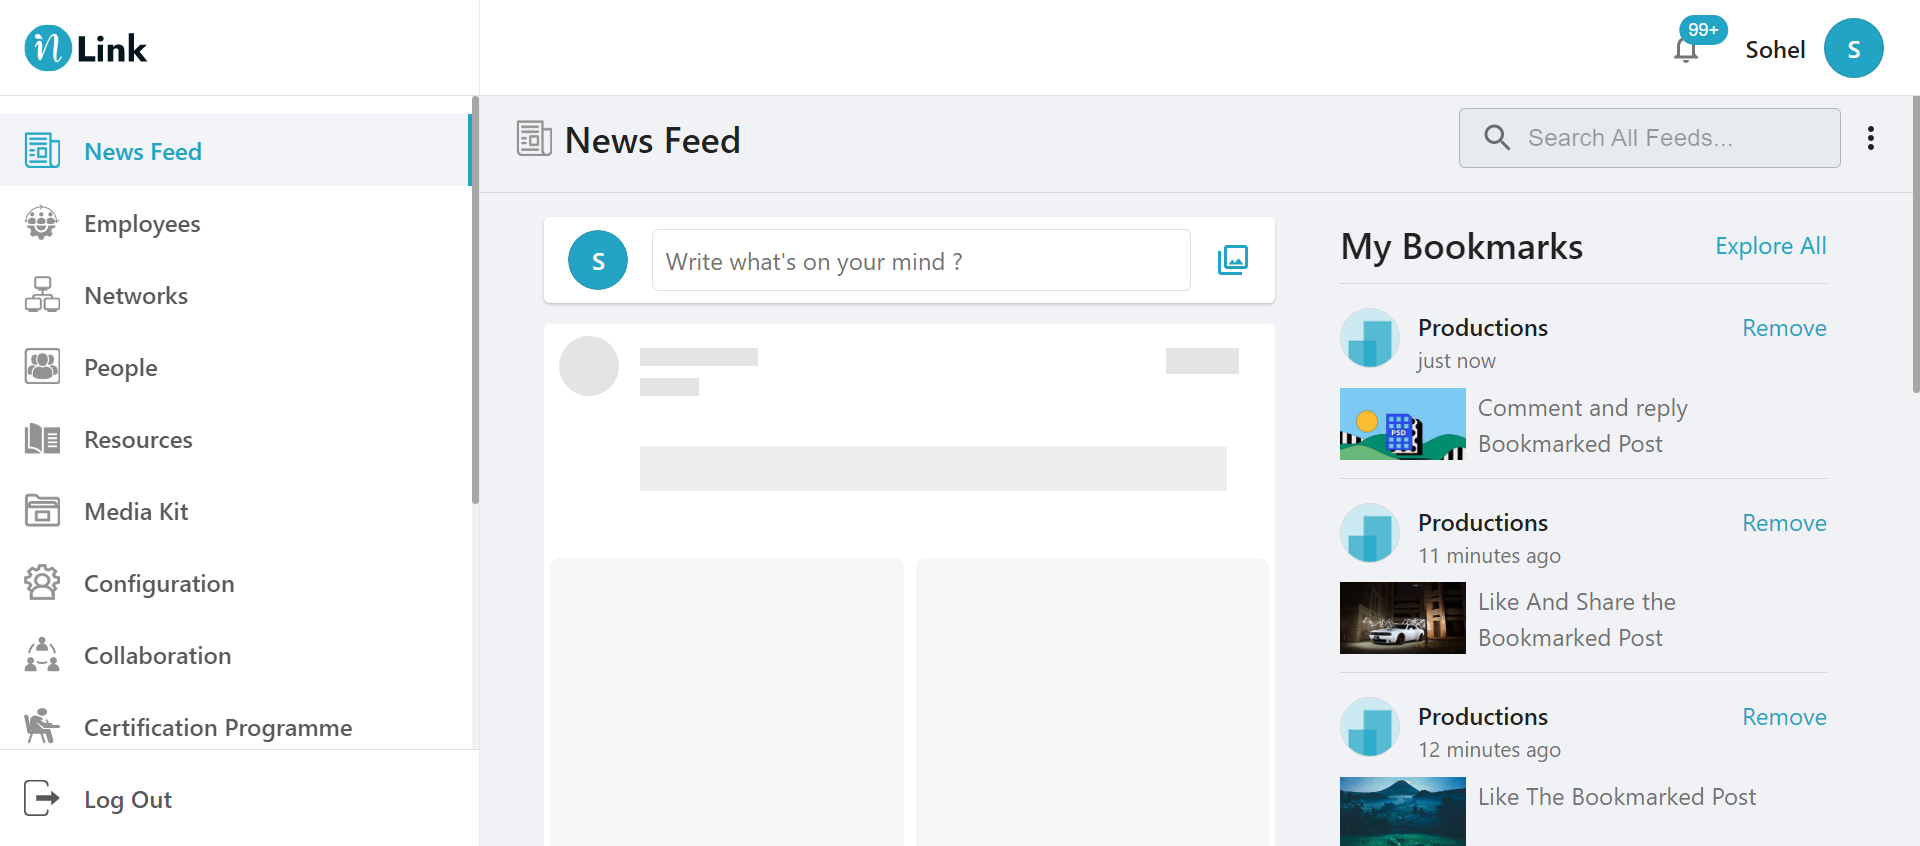 n Link
99+
Sohel
S
News Feed
Employees
Networks
People
Resources
Media Kit
Configuration
Collaboration
Certification Programme
Log Out
News Feed
Search All Feeds...
S
Write what's on your mind ?
My Bookmarks
Explore All
Productions
Remove
just now
PSD
Comment and reply
Bookmarked Post
Productions
Remove
11 minutes ago
Like And Share the
Bookmarked Post
Productions
Remove
12 minutes ago
Like The Bookmarked Post